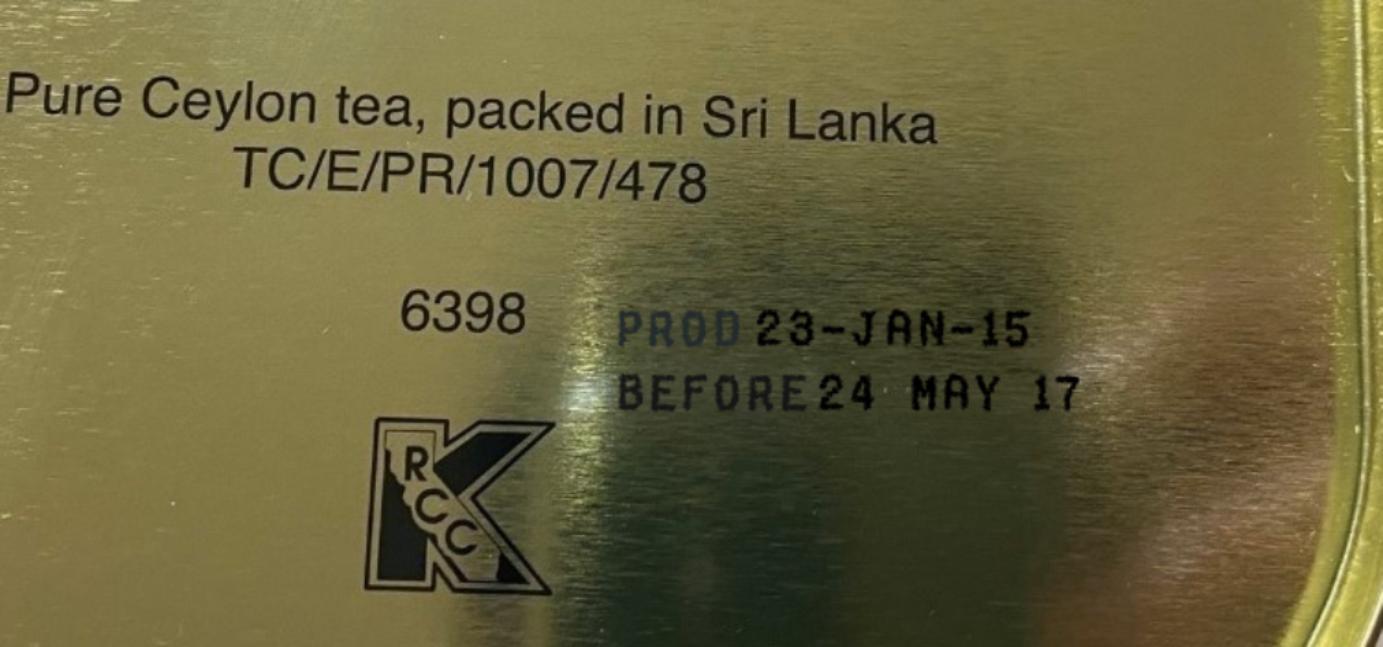 Pure Ceylon tea, packed in Sri Lanka
TC/E/PR/1007/478
6398
PROD 23-JAN-15
BEFORE 24 MAY 17
K
RCC